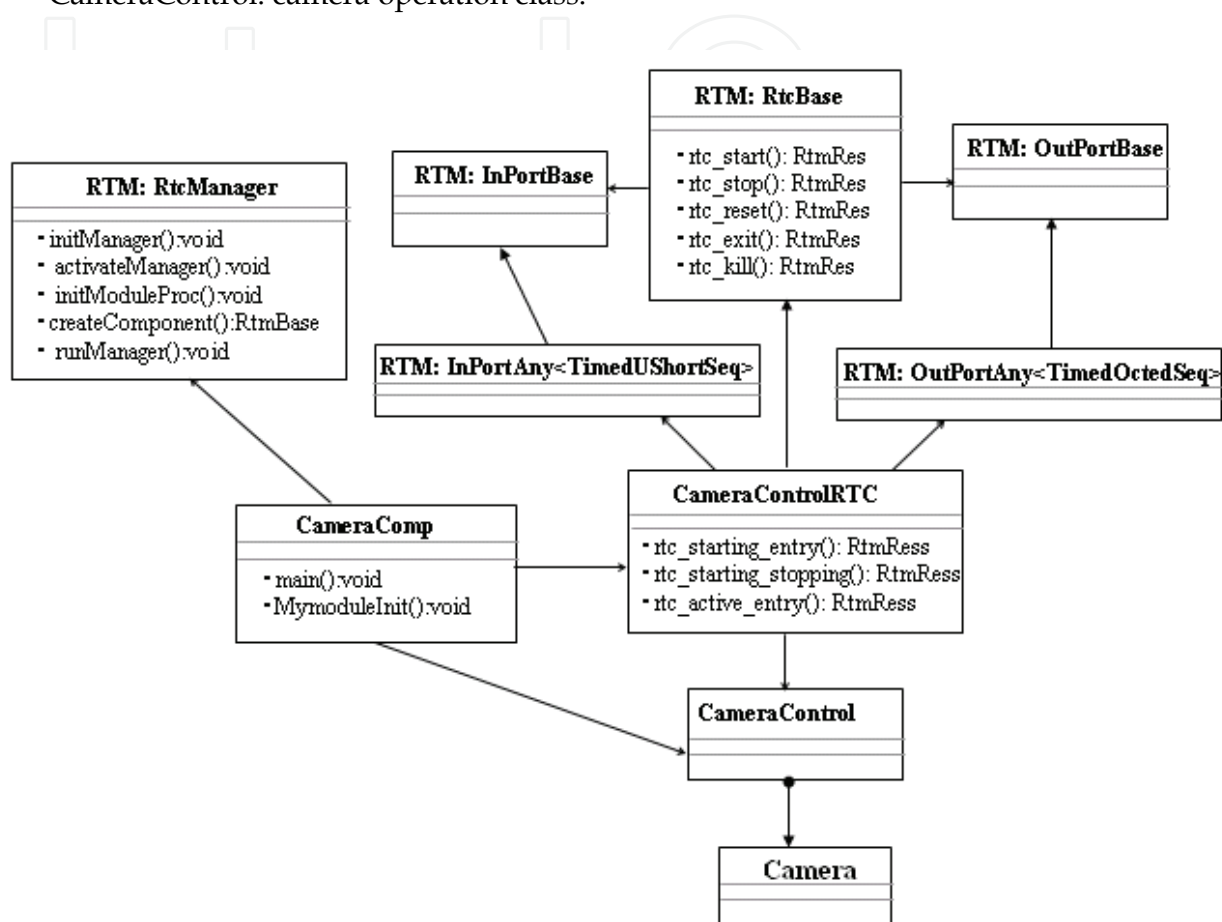 CameraControl: camera operation class.
RTM: RtcBase
- rtc_start(): RtmRes
- rtc_stop(): RtmRes
- rtc_reset(): RtmRes
- rtc_exit(): RtmRes
- rtc_kill(): RtmRes
RTM: OutPortBase
RTM: InPortBase
RTM: RtcManager
- initManager():void
- activateManager():void
- initModuleProc():void
- createComponent():RtmBase
- runManager():void
RTM: InPortAny<TimedUShortSeq>
RTM: OutPortAny<TimedOctedSeq>
CameraControlRTC
- rtc_starting_entry(): RtmRess
- rtc_starting_stopping(): RtmRess
- rtc_active_entry(): RtmRess
CameraComp
- main():void
- MymoduleInit():void
CameraControl
Camera